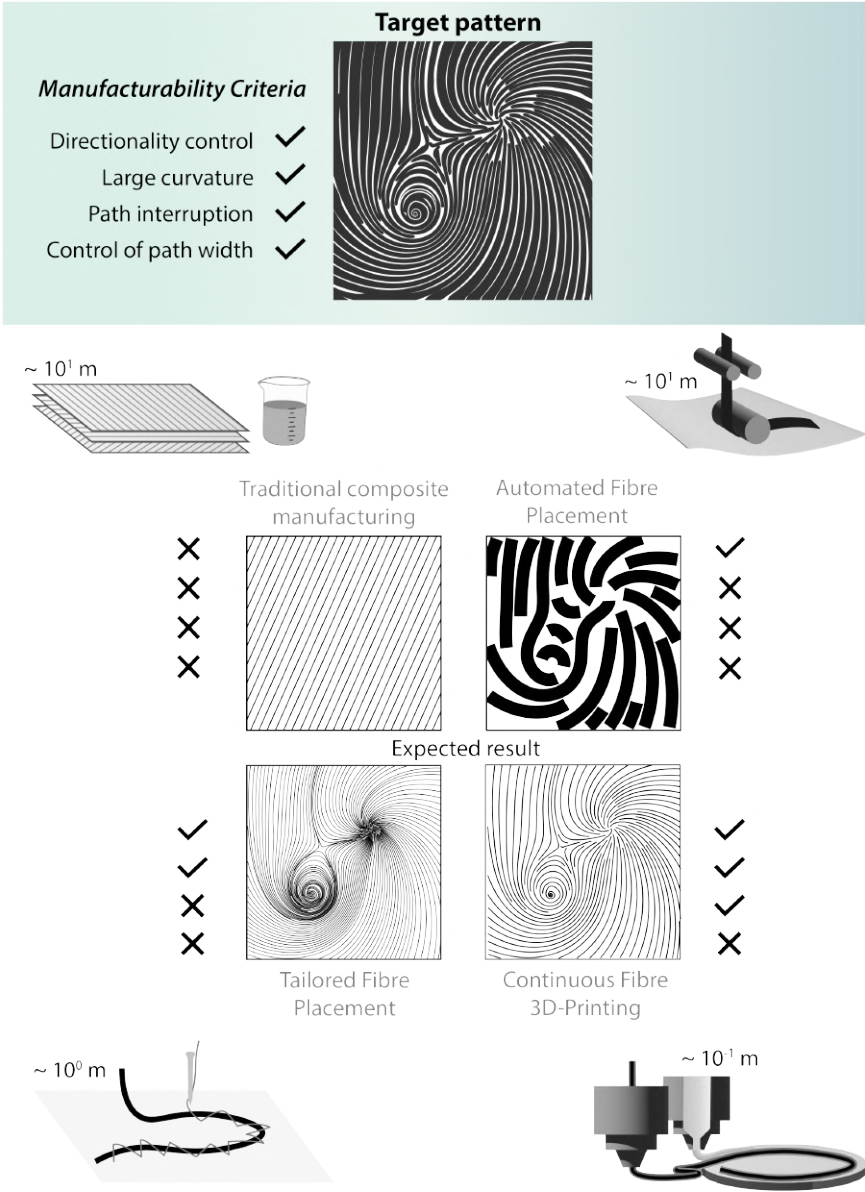 Target pattern
Manufacturability Criteria
Directionality control ✓
Large curvature ✓
Path interruption ✓
Control of path width ✓
~ 10¹ m
~ 10¹ m
Traditional composite
manufacturing
Automated Fibre
Placement
Expected result
Tailored Fibre
Placement
Continuous Fibre
3D-Printing
~ 10⁰ m
~ 10⁻¹ m